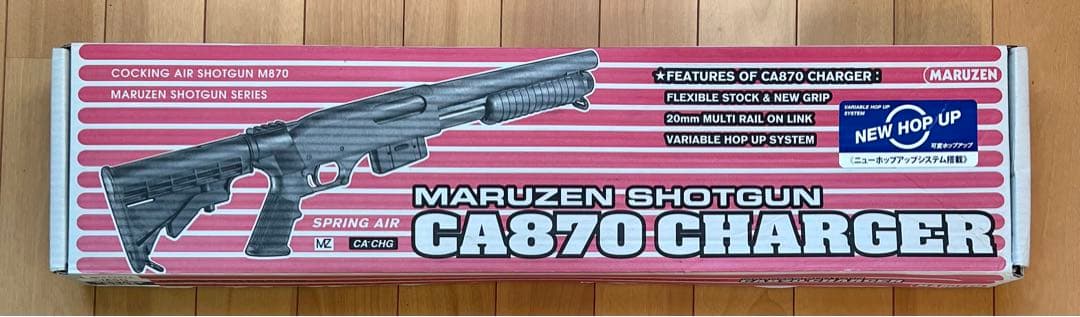 COCKING AIR SHOTGUN M870
MARUZEN SHOTGUN SERIES
★FEATURES OF CA870 CHARGER:
FLEXIBLE STOCK & NEW GRIP
20mm MULTI RAIL ON LINK
VARIABLE HOP UP SYSTEM
MARUZEN
VARIABLE HOP UP
SYSTEM
NEW HOP UP
可変ホップアップ
《ニューホップアップシステム搭載》
MARUZEN SHOTGUN
SPRING AIR
MZ
CA-CHG
CA870 CHARGER